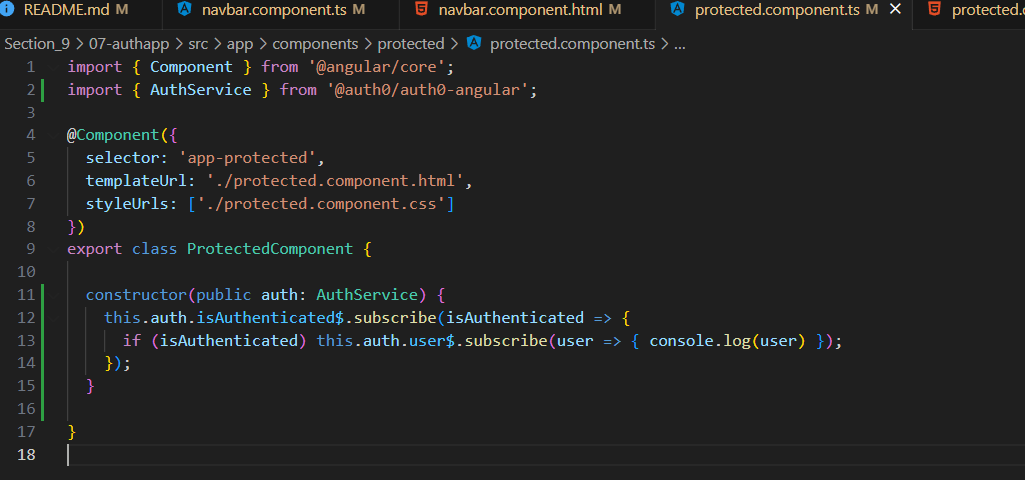 README.md M navbar.component.ts M navbar.component.html M protected.component.ts M protected.c
Section_9 > 07-authapp > src > app > components > protected > protected.component.ts > ...
1 import { Component } from '@angular/core';
2 import { AuthService } from '@auth0/auth0-angular';
3
4 @Component({
5   selector: 'app-protected',
6   templateUrl: './protected.component.html',
7   styleUrls: ['./protected.component.css']
8 })
9 export class ProtectedComponent {
10
11   constructor(public auth: AuthService) {
12     this.auth.isAuthenticated$.subscribe(isAuthenticated => {
13       if (isAuthenticated) this.auth.user$.subscribe(user => { console.log(user) });
14     });
15   }
16
17 }
18